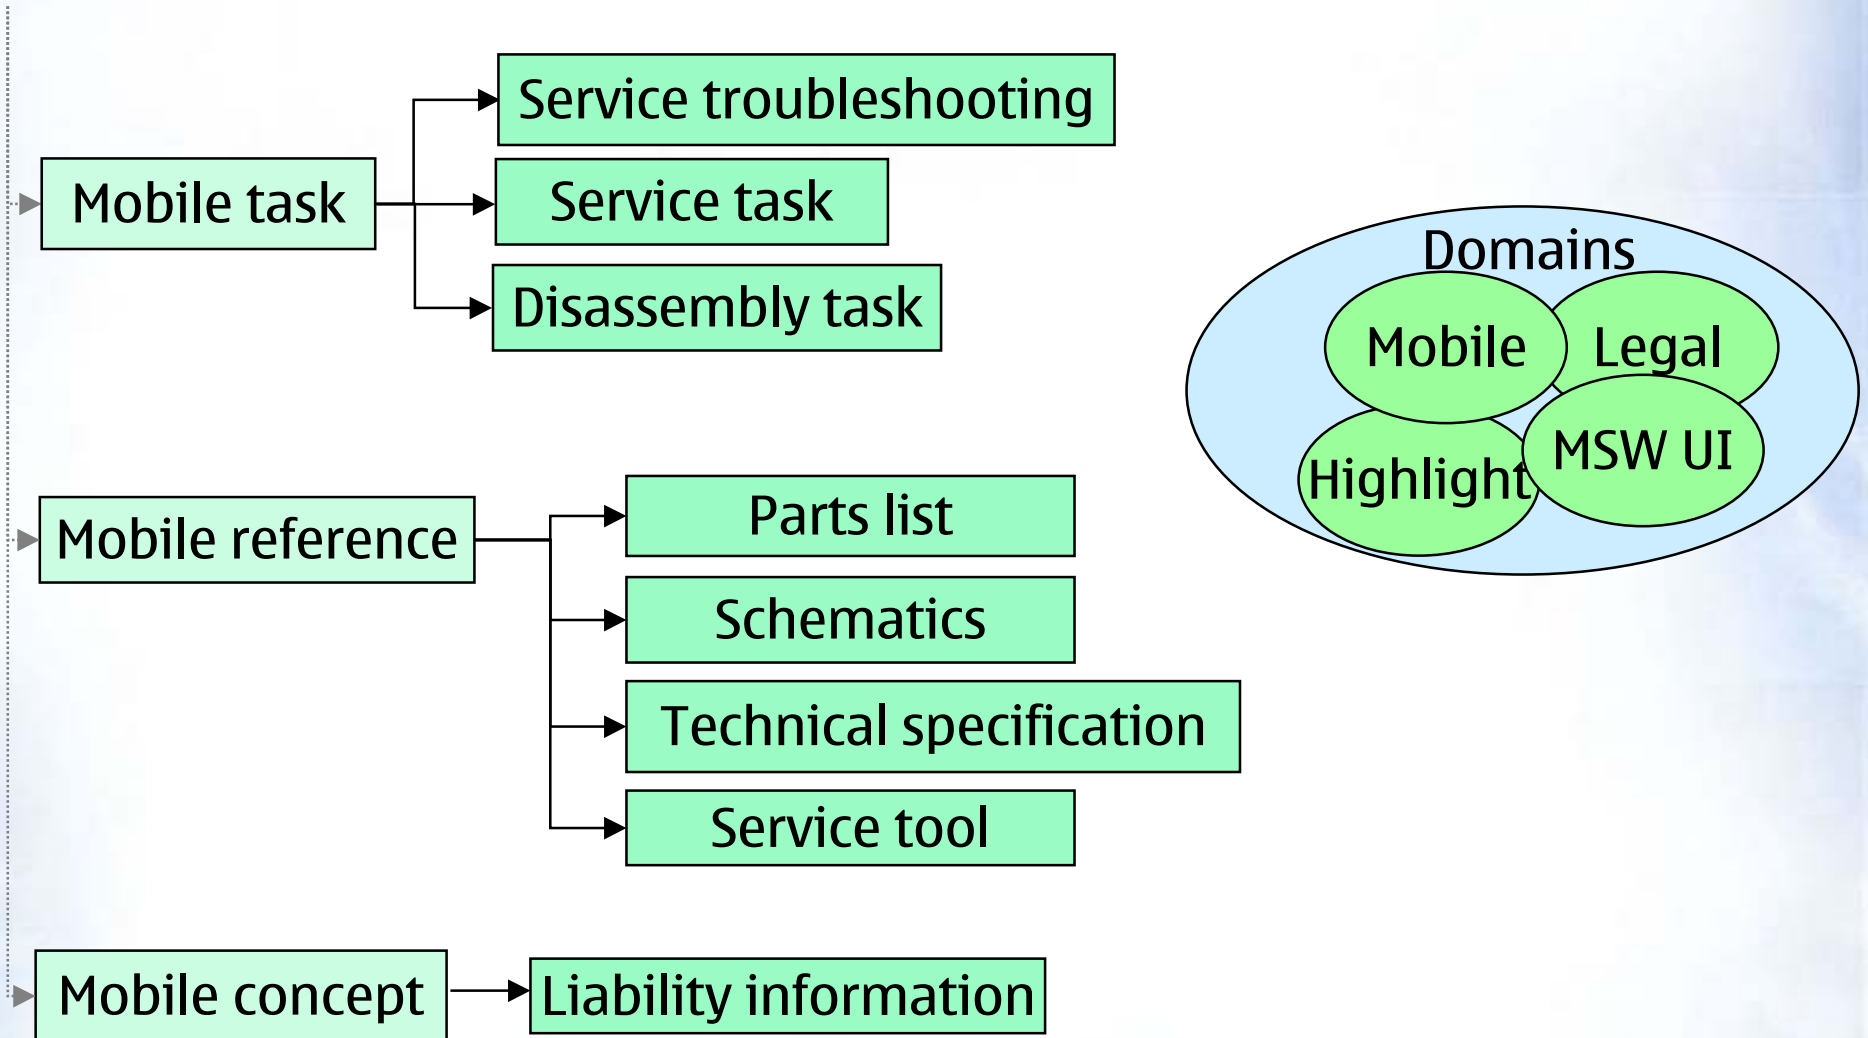 Service troubleshooting
Mobile task
Service task
Disassembly task
Domains
Mobile
Legal
MSW UI
Highlight
Mobile reference
Parts list
Schematics
Technical specification
Service tool
Mobile concept
Liability information